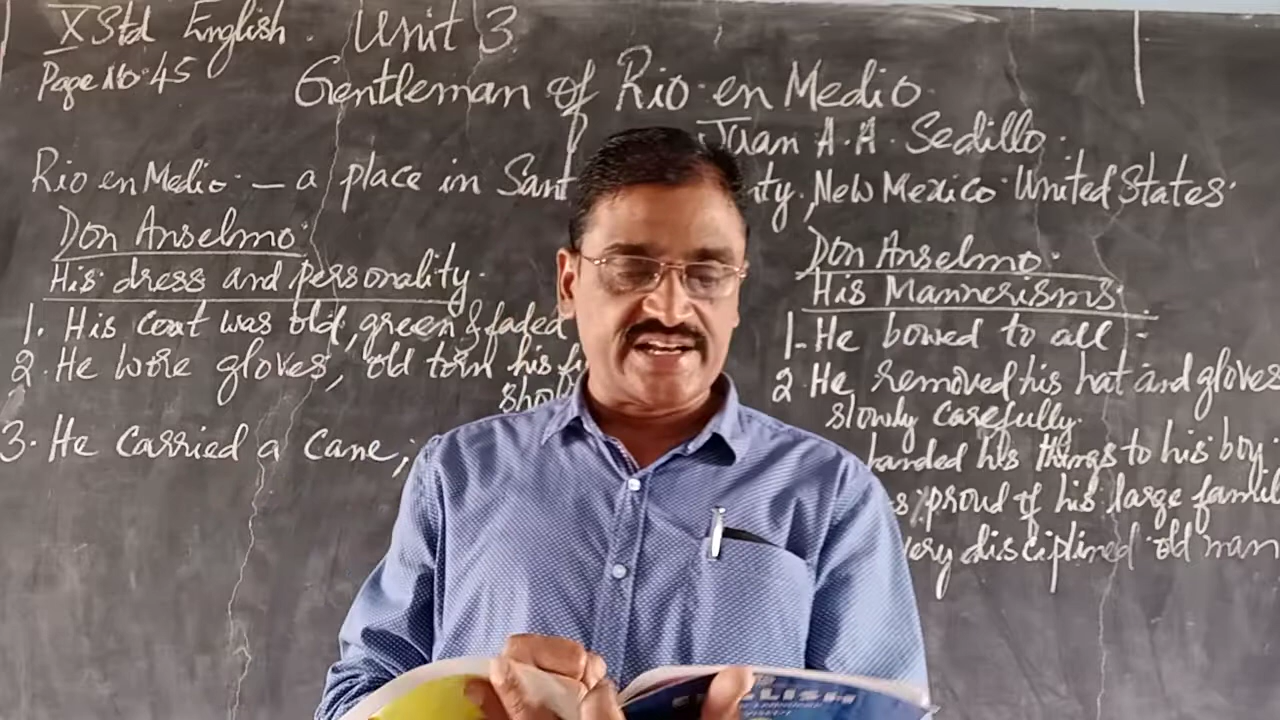 X Std English. Unit 3
Page No. 45
Gentleman of Rio en Medio
Juan A.A. Sedillo.
Rio en Medio - a place in Sant ty, New Mexico United States.
Don Anselmo.
His dress and personality.
1. His coat was old, green & faded
2. He wore gloves, old torn his
3. He carried a cane,
Don Anselmo.
His Mannerisms.
1. He bowed to all -
2. He removed his hat and gloves
slowly carefully.
handed his things to his boy.
proud of his large famil
very disciplined old man
ENGLISH